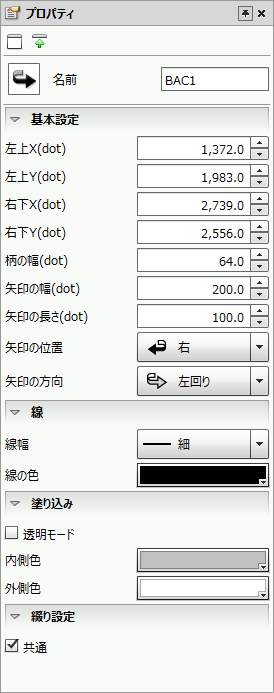 プロパティ
名前 BAC1
基本設定
左上X(dot) 1,372.0
左上Y(dot) 1,983.0
右下X(dot) 2,739.0
右下Y(dot) 2,556.0
柄の幅(dot) 64.0
矢印の幅(dot) 200.0
矢印の長さ(dot) 100.0
矢印の位置 右
矢印の方向 左回り
線
線幅 細
線の色
塗り込み
透明モード
内側色
外側色
綴り設定
共通